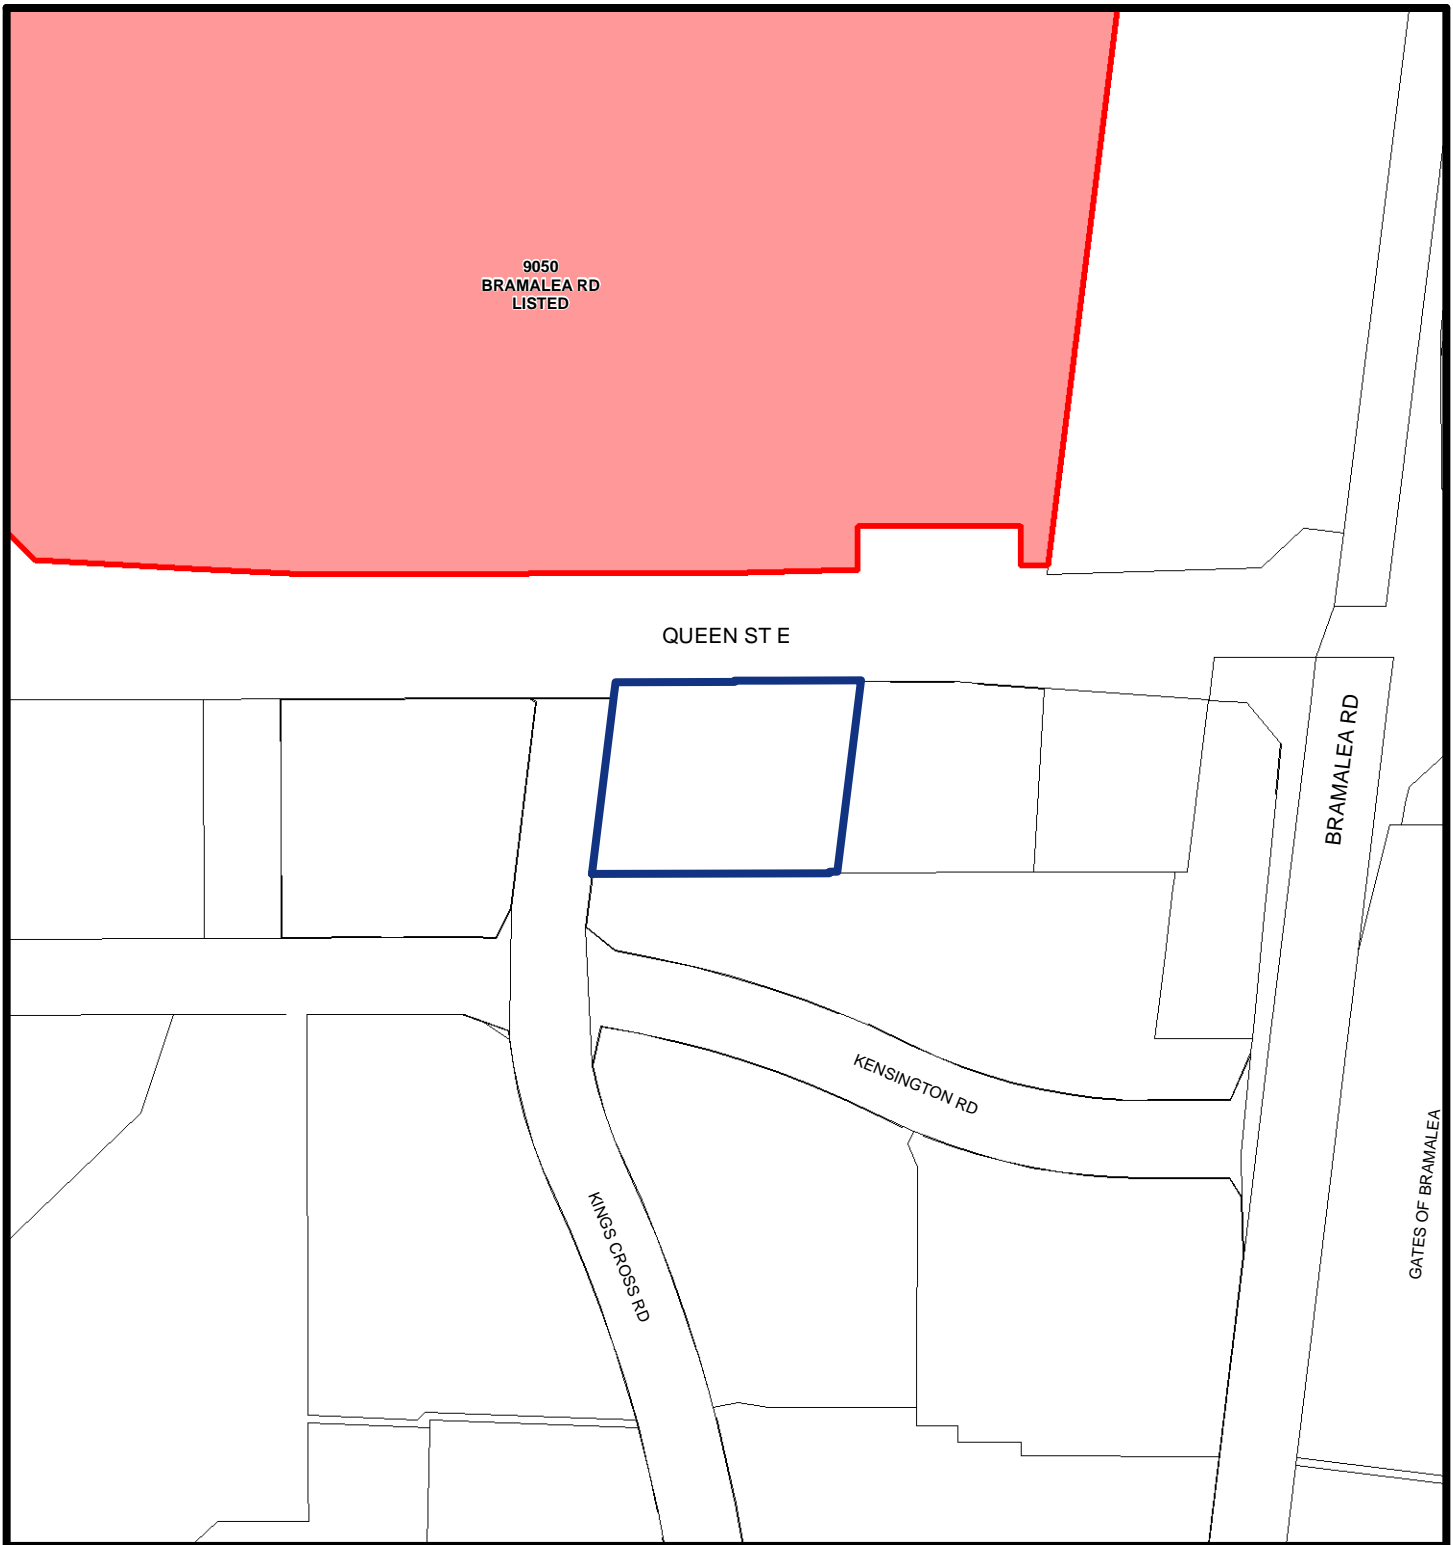 9050
BRAMALEA RD
LISTED
QUEEN ST E
BRAMALEA RD
KENSINGTON RD
KINGS CROSS RD
GATES OF BRAMALEA